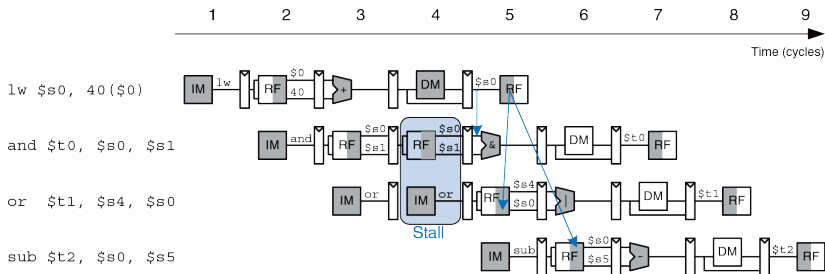 1 2 3 4 5 6 7 8 9
Time (cycles)
lw $s0, 40($0) IM lw RF $0 40 + DM $s0 RF
and $t0, $s0, $s1 IM and RF $s0 $s1 RF $s0 $s1 & DM $t0 RF
or $t1, $s4, $s0 IM or IM or RF $s4 $s0 | DM $t1 RF
Stall
sub $t2, $s0, $s5 IM sub RF $s0 $s5 - DM $t2 RF